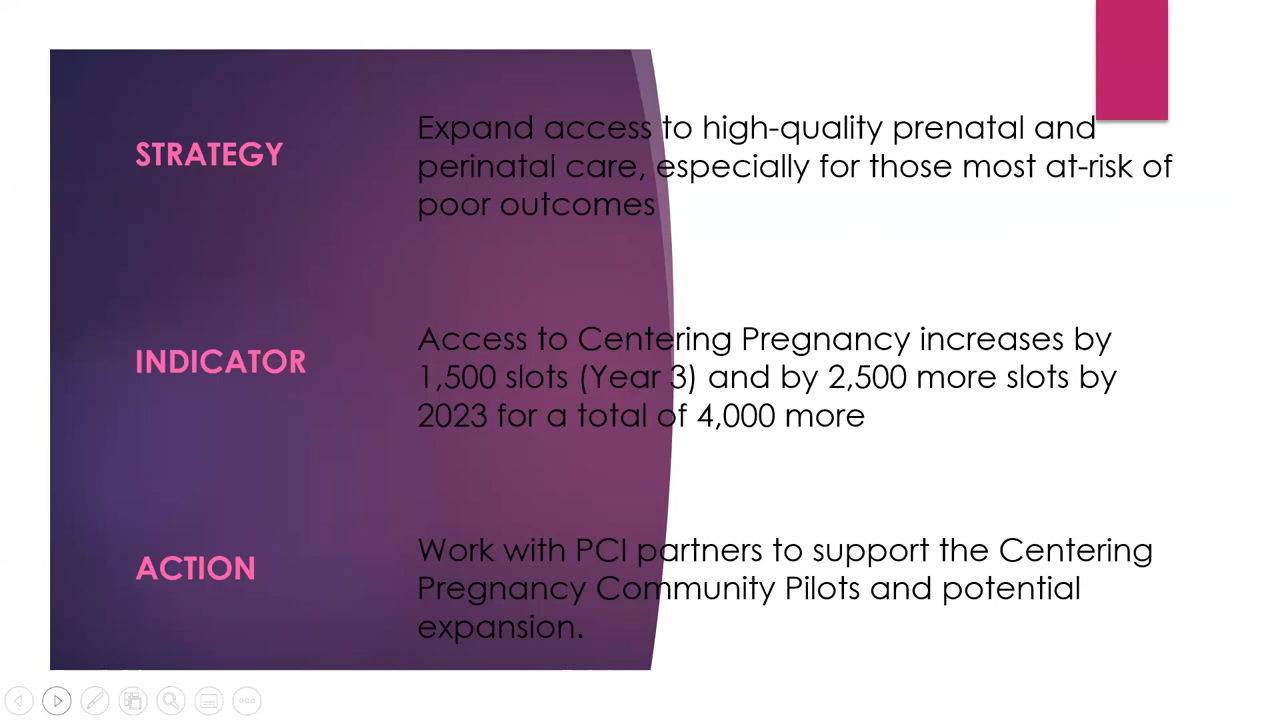 STRATEGY
Expand access to high-quality prenatal and
perinatal care, especially for those most at-risk of
poor outcomes
INDICATOR
Access to Centering Pregnancy increases by
1,500 slots (Year 3) and by 2,500 more slots by
2023 for a total of 4,000 more
ACTION
Work with PCI partners to support the Centering
Pregnancy Community Pilots and potential
expansion.